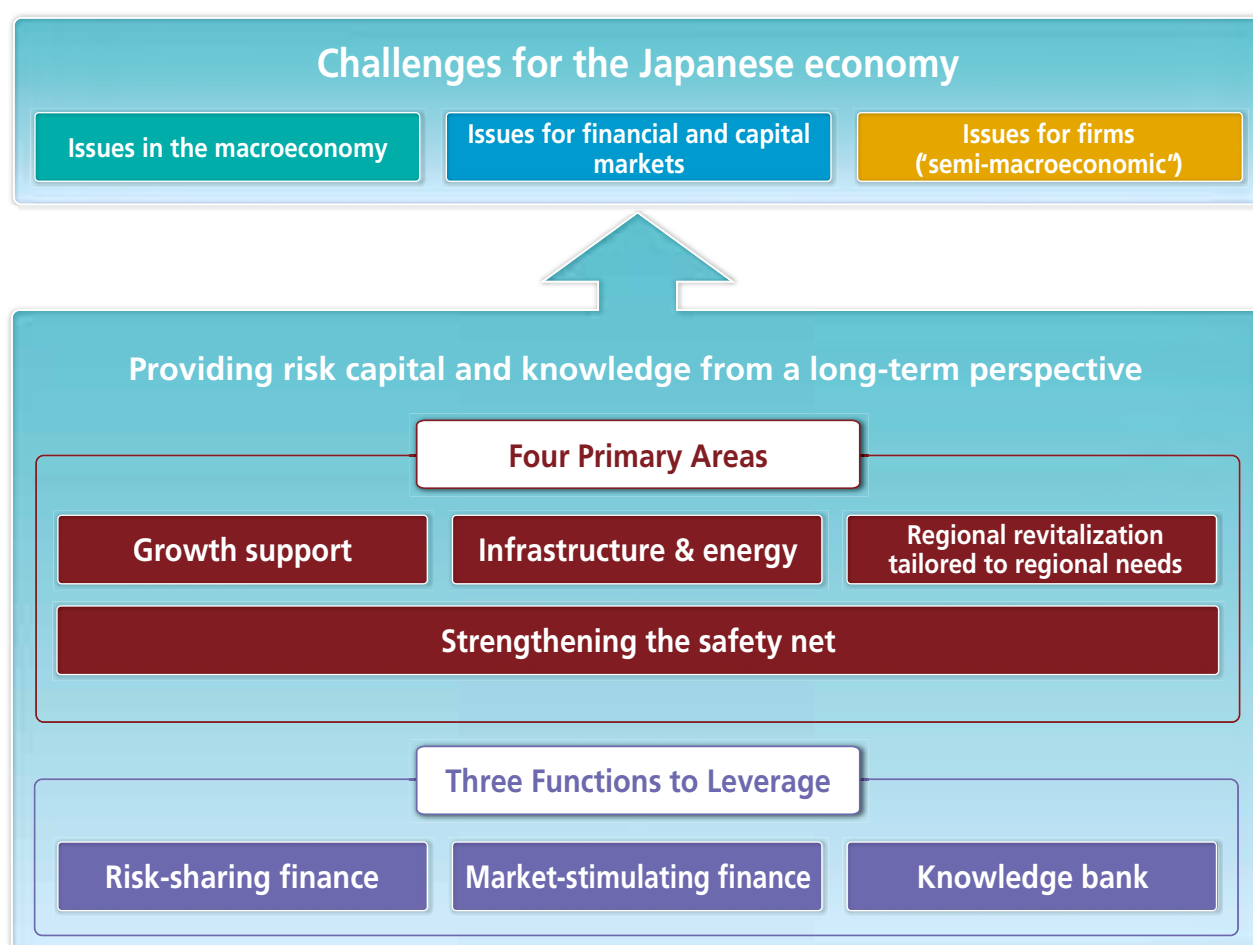 Challenges for the Japanese economy
Issues in the macroeconomy
Issues for financial and capital
markets
Issues for firms
(“semi-macroeconomic”)
Providing risk capital and knowledge from a long-term perspective
Four Primary Areas
Growth support
Infrastructure & energy
Regional revitalization
tailored to regional needs
Strengthening the safety net
Three Functions to Leverage
Risk-sharing finance
Market-stimulating finance
Knowledge bank